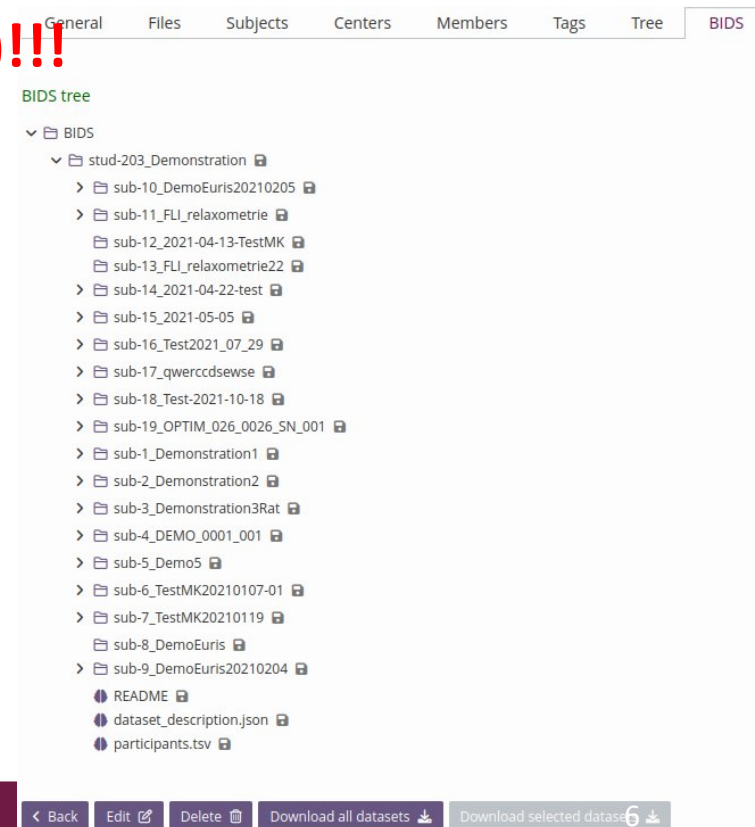 General Files Subjects Centers Members Tags Tree BIDS
)!!!
BIDS tree
BIDS
stud-203_Demonstration
sub-10_DemoEuris20210205
sub-11_FLI_relaxometrie
sub-12_2021-04-13-TestMK
sub-13_FLI_relaxometrie22
sub-14_2021-04-22-test
sub-15_2021-05-05
sub-16_Test2021_07_29
sub-17_qwerccdsewse
sub-18_Test-2021-10-18
sub-19_OPTIM_026_0026_SN_001
sub-1_Demonstration1
sub-2_Demonstration2
sub-3_Demonstration3Rat
sub-4_DEMO_0001_001
sub-5_Demo5
sub-6_TestMK20210107-01
sub-7_TestMK20210119
sub-8_DemoEuris
sub-9_DemoEuris20210204
README
dataset_description.json
participants.tsv
Back Edit Delete Download all datasets Download selected datase 6